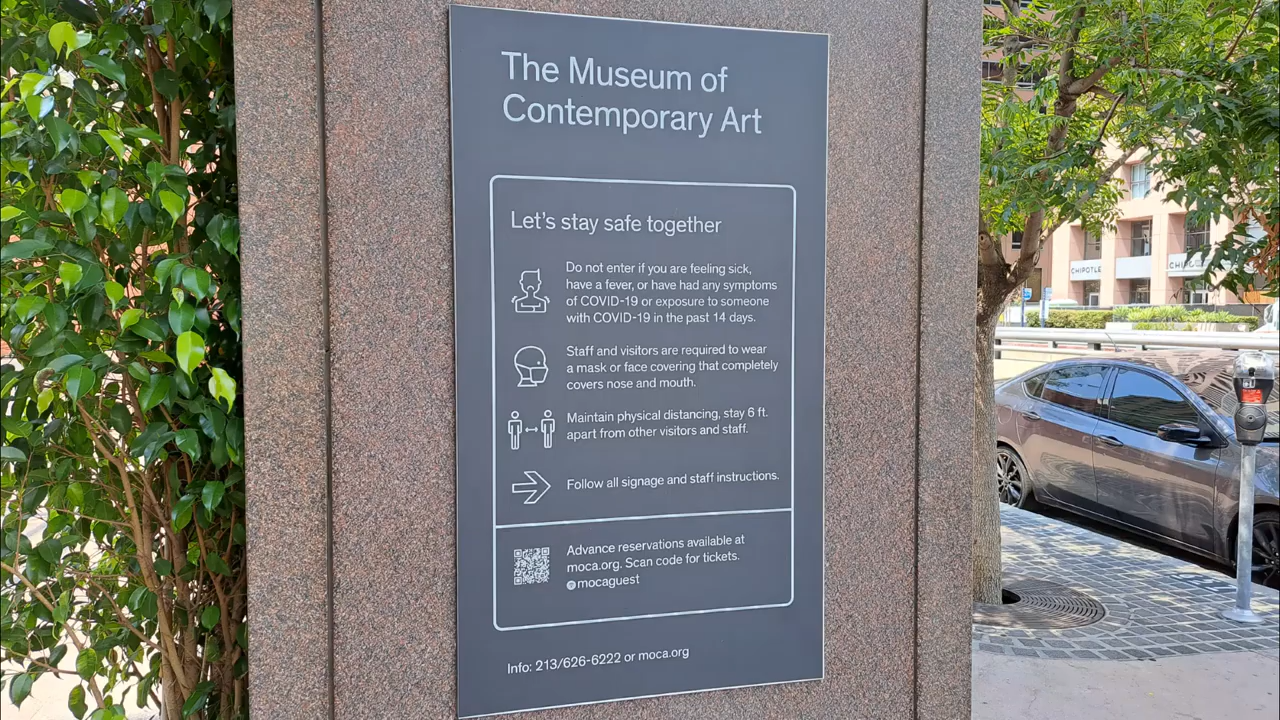 The Museum of
Contemporary Art
Let's stay safe together
Do not enter if you are feeling sick,
have a fever, or have had any symptoms
of COVID-19 or exposure to someone
with COVID-19 in the past 14 days.
Staff and visitors are required to wear
a mask or face covering that completely
covers nose and mouth.
Maintain physical distancing, stay 6 ft.
apart from other visitors and staff.
Follow all signage and staff instructions.
Advance reservations available at
moca.org. Scan code for tickets.
mocaguest
Info: 213/626-6222 or moca.org
CHIPOTLE